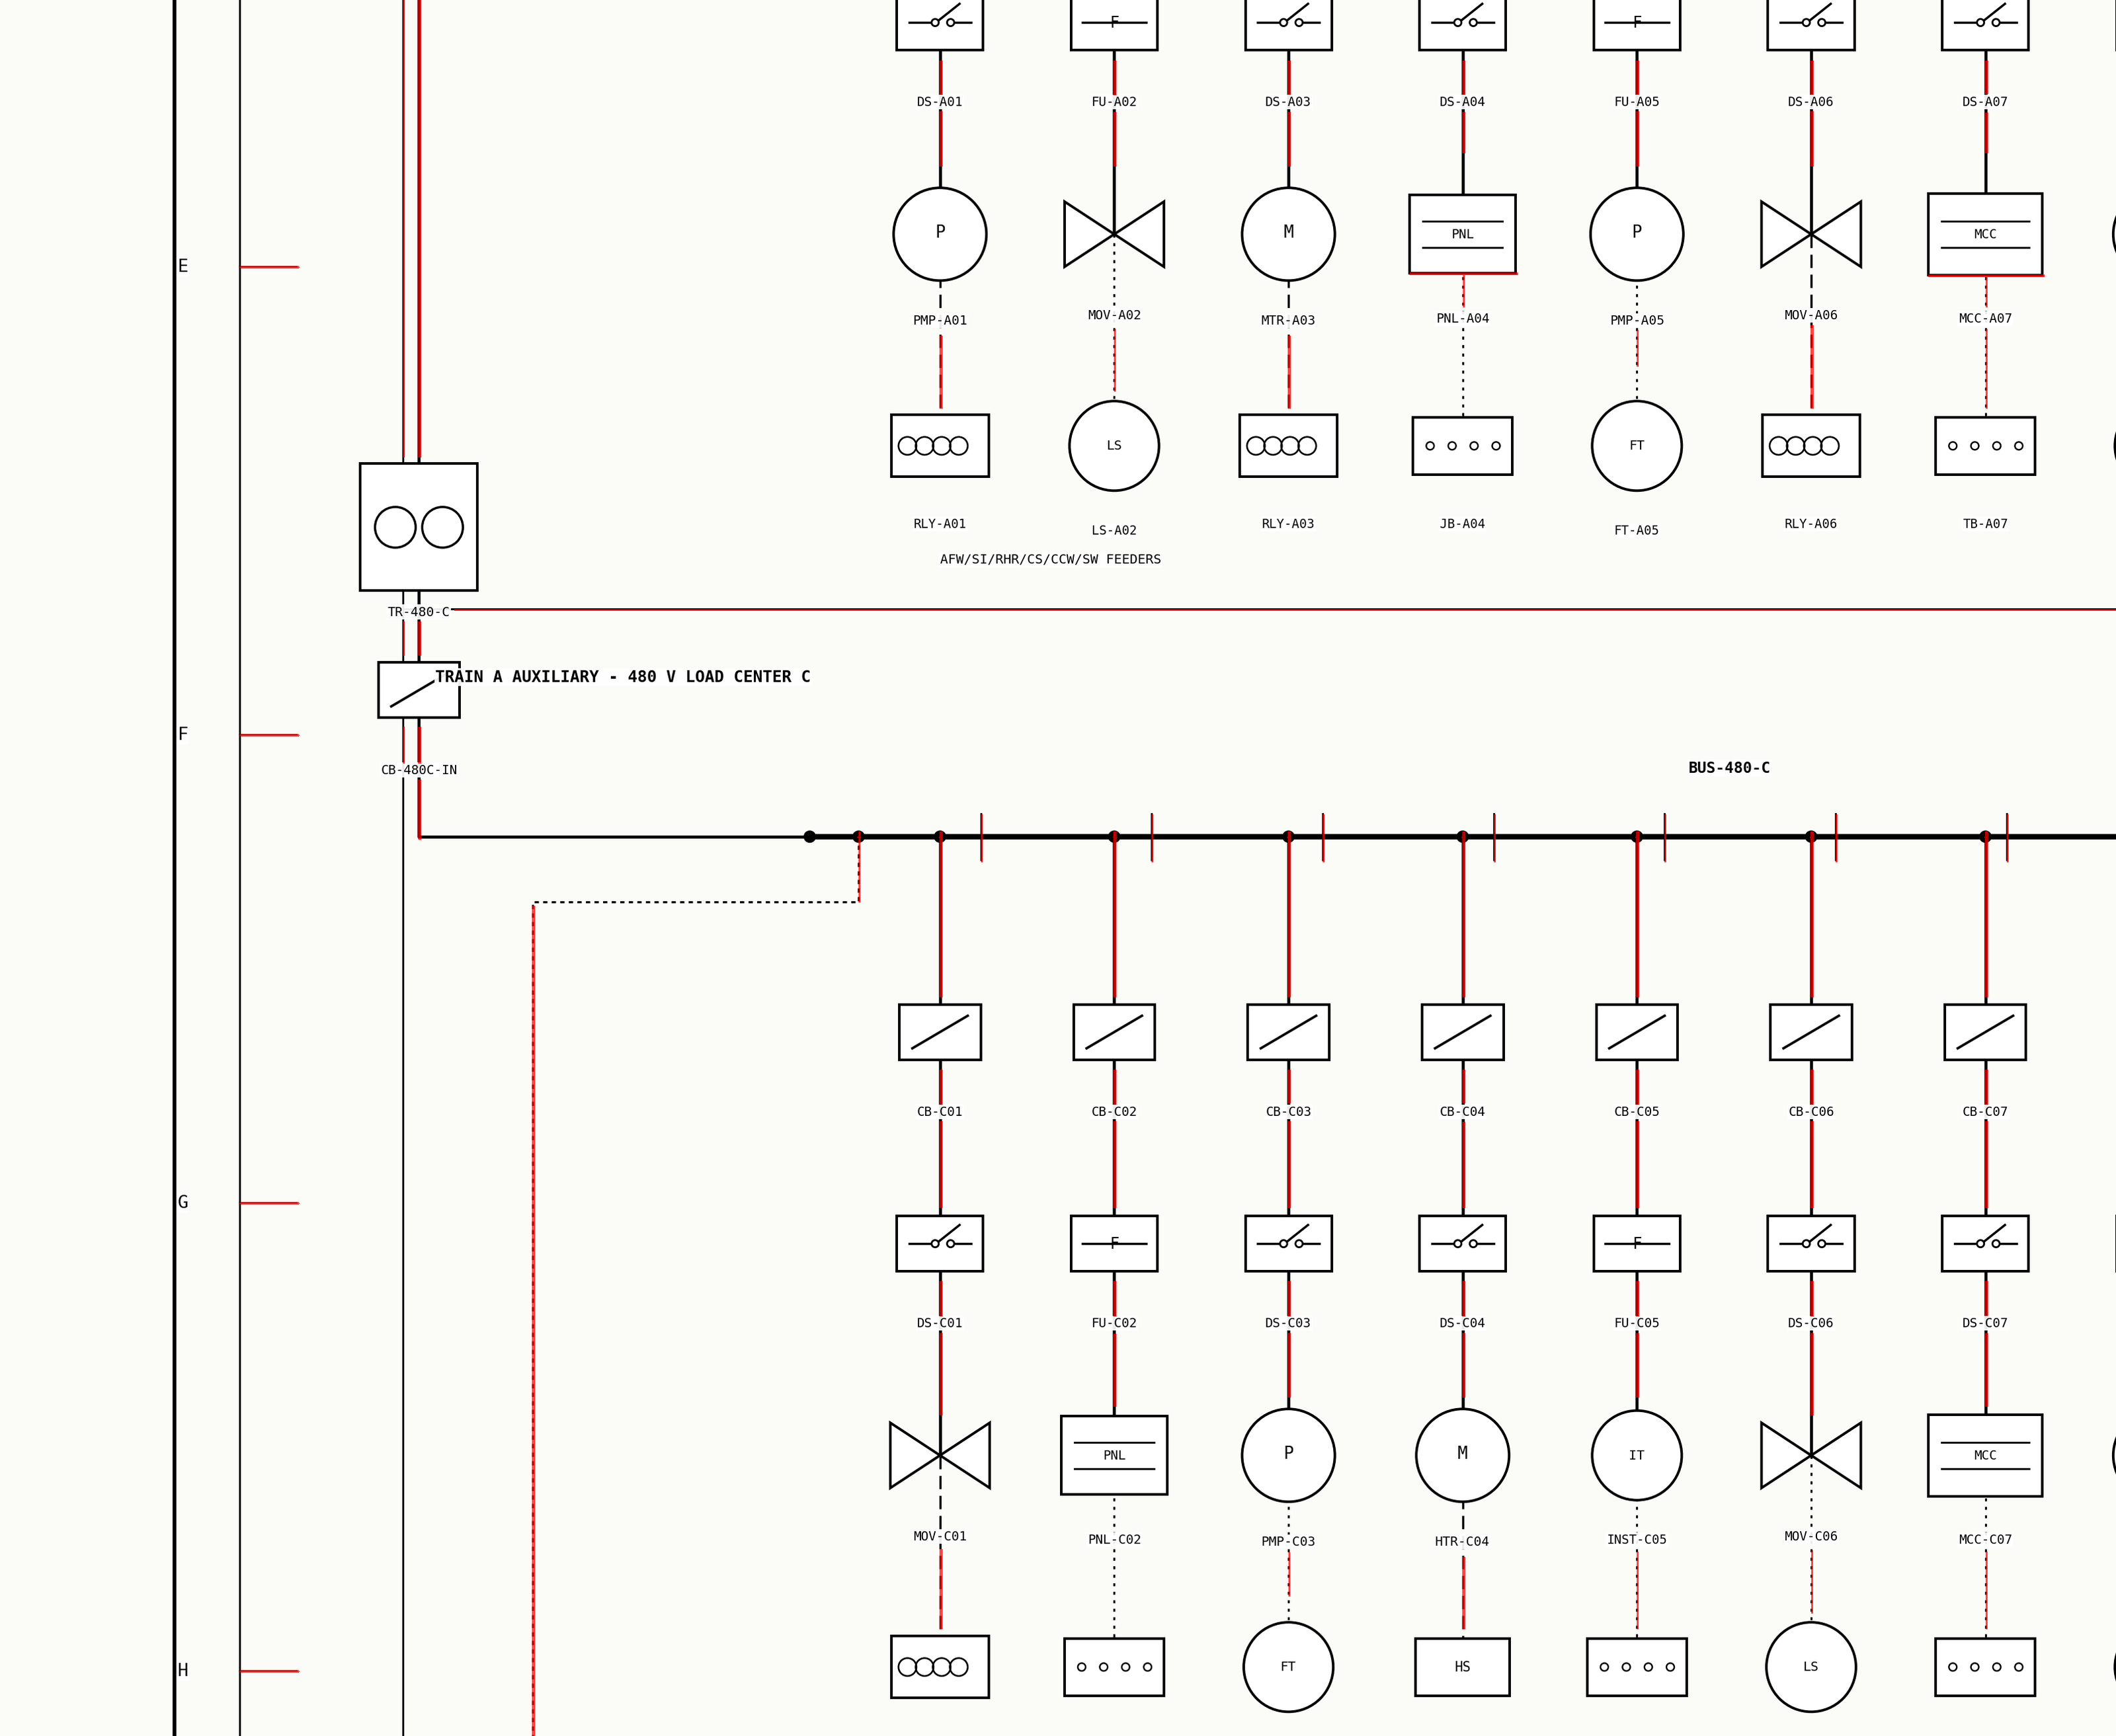 F F
DS-A01 FU-A02 DS-A03 DS-A04 FU-A05 DS-A06 DS-A07
P M PNL P MCC
E
PMP-A01 MOV-A02 MTR-A03 PNL-A04 PMP-A05 MOV-A06 MCC-A07
LS FT
RLY-A01 LS-A02 RLY-A03 JB-A04 FT-A05 RLY-A06 TB-A07
AFW/SI/RHR/CS/CCW/SW FEEDERS
TR-480-C
TRAIN A AUXILIARY - 480 V LOAD CENTER C
F
CB-480C-IN
BUS-480-C
CB-C01 CB-C02 CB-C03 CB-C04 CB-C05 CB-C06 CB-C07
G
F F
DS-C01 FU-C02 DS-C03 DS-C04 FU-C05 DS-C06 DS-C07
PNL P M IT MCC
MOV-C01 PNL-C02 PMP-C03 HTR-C04 INST-C05 MOV-C06 MCC-C07
H
FT HS LS